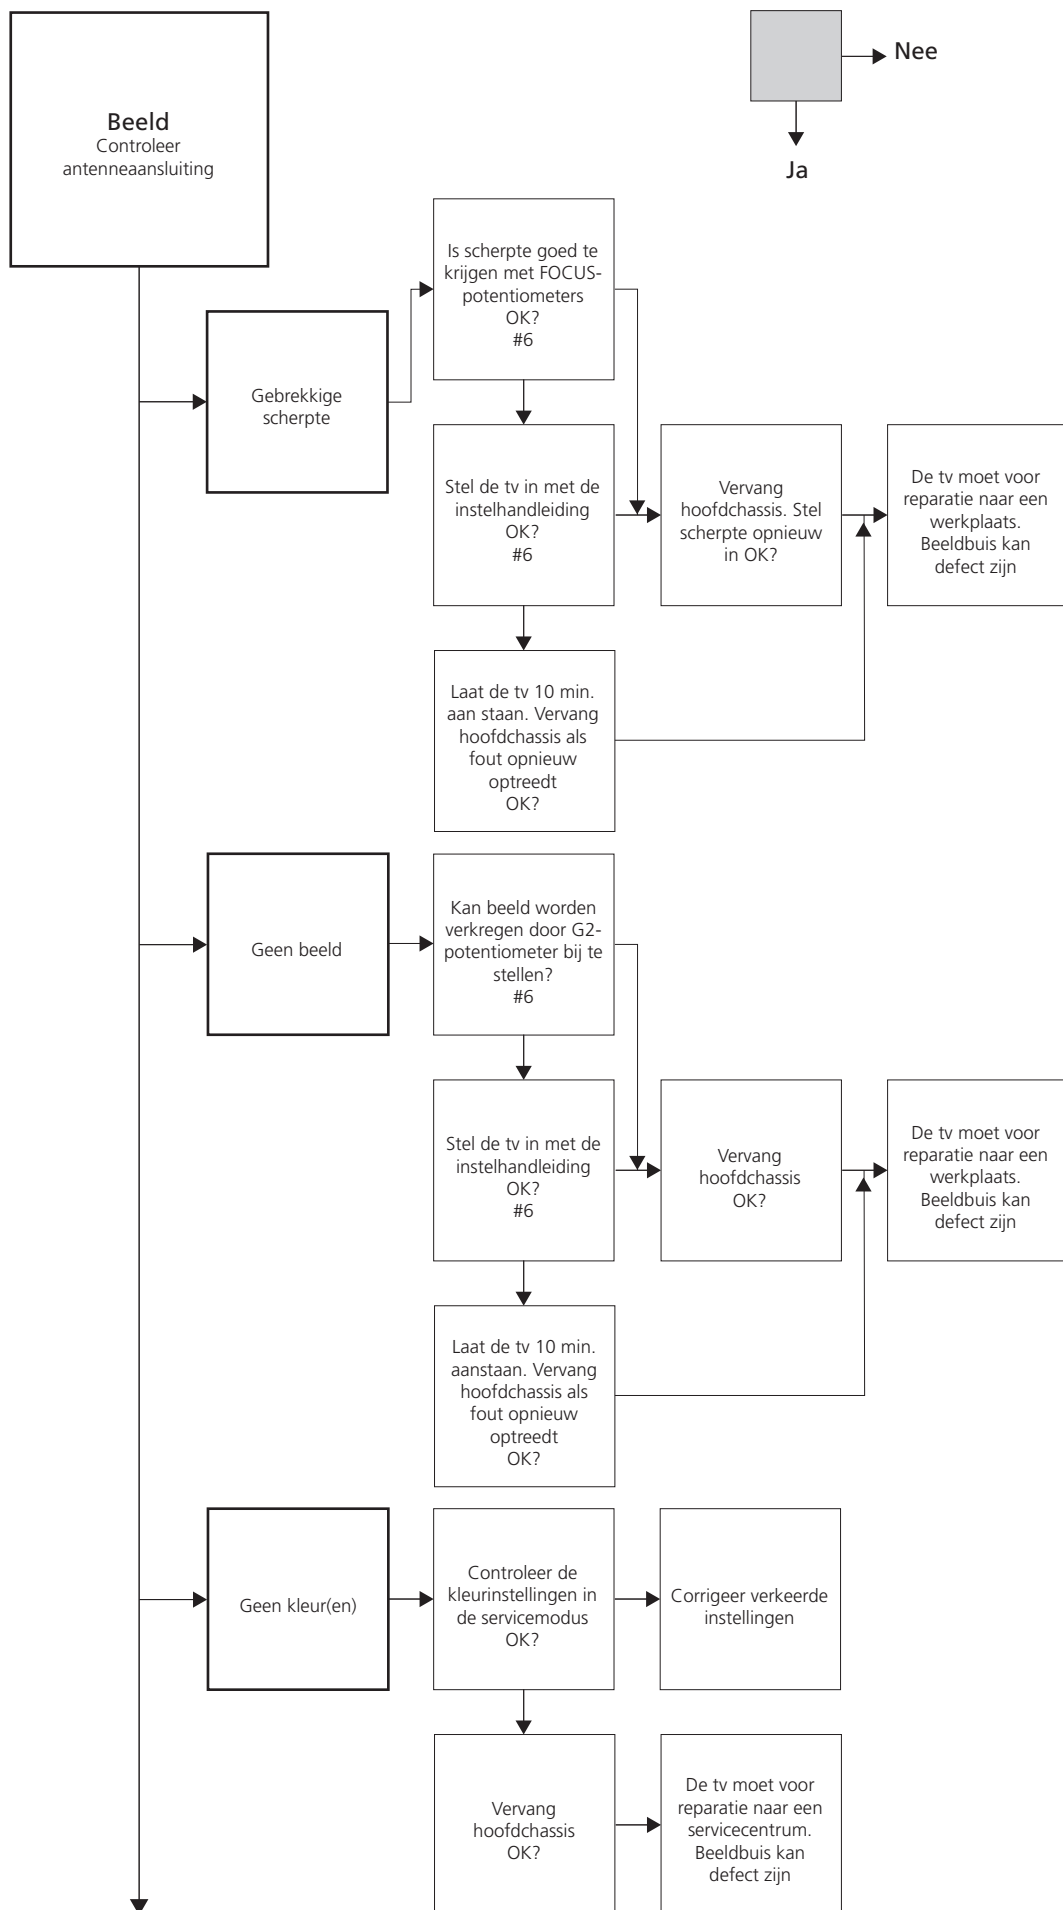 Beeld
Controleer
antenneaansluiting
Nee
Ja
Is scherpte goed te
krijgen met FOCUS-
potentiometers
OK?
#6
Gebrekkige
scherpte
Stel de tv in met de
instelhandleiding
OK?
#6
Vervang
hoofdchassis. Stel
scherpte opnieuw
in OK?
De tv moet voor
reparatie naar een
werkplaats.
Beeldbuis kan
defect zijn
Laat de tv 10 min.
aan staan. Vervang
hoofdchassis als
fout opnieuw
optreedt
OK?
Geen beeld
Kan beeld worden
verkregen door G2-
potentiometer bij te
stellen?
#6
Stel de tv in met de
instelhandleiding
OK?
#6
Vervang
hoofdchassis
OK?
De tv moet voor
reparatie naar een
werkplaats.
Beeldbuis kan
defect zijn
Laat de tv 10 min.
aanstaan. Vervang
hoofdchassis als
fout opnieuw
optreedt
OK?
Geen kleur(en)
Controleer de
kleurinstellingen in
de servicemodus
OK?
Corrigeer verkeerde
instellingen
Vervang
hoofdchassis
OK?
De tv moet voor
reparatie naar een
servicecentrum.
Beeldbuis kan
defect zijn